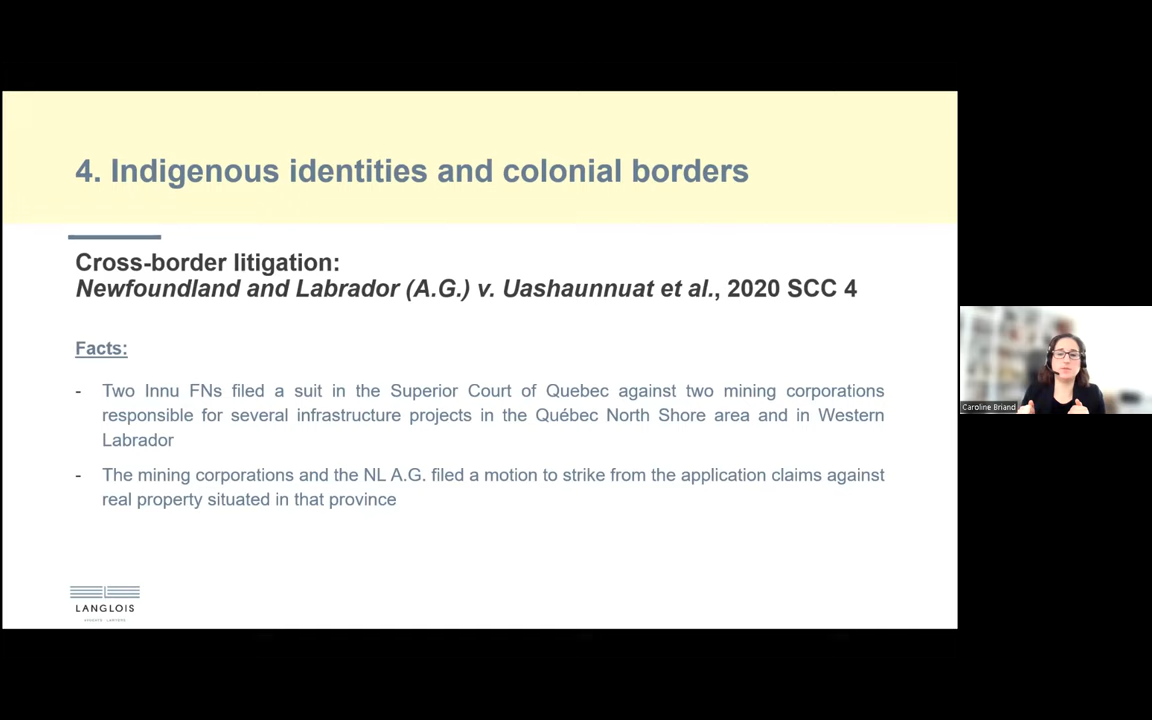 4. Indigenous identities and colonial borders
Cross-border litigation:
Newfoundland and Labrador (A.G.) v. Uashaunnuat et al., 2020 SCC 4
Facts:
- Two Innu FNs filed a suit in the Superior Court of Quebec against two mining corporations
responsible for several infrastructure projects in the Québec North Shore area and in Western
Labrador
- The mining corporations and the NL A.G. filed a motion to strike from the application claims against
real property situated in that province
LANGLOIS
Caroline Briand